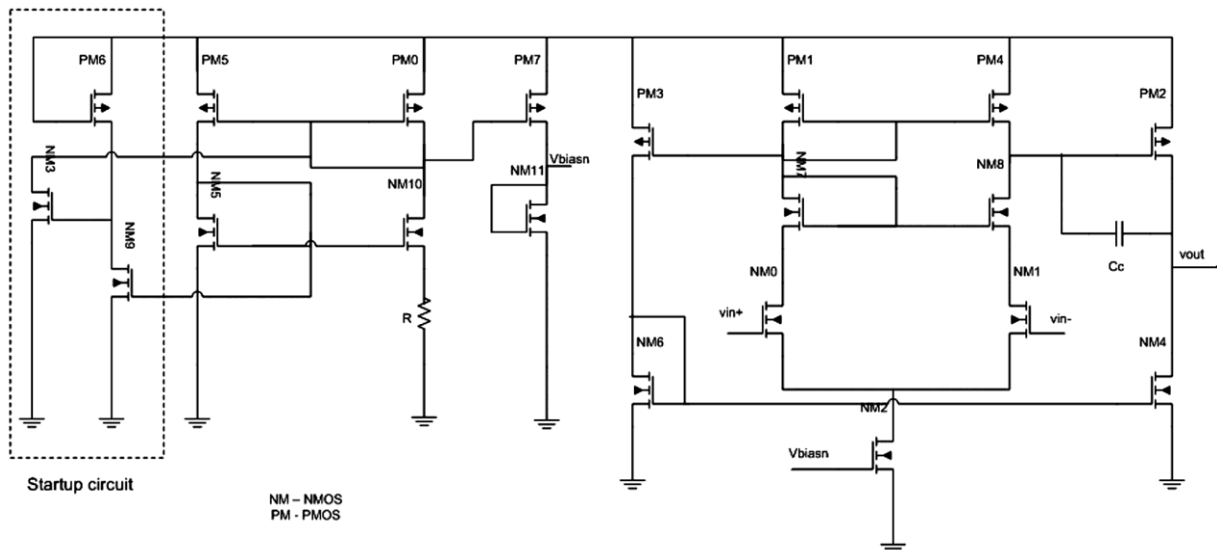 PM6
PM5
PM0
PM7
PM1
PM4
PM3
PM2
NM3
NM5
NM10
NM11
Vbiasn
NM7
NM8
NM9
Cc
vout
NM0
NM1
R
vin+
vin-
NM6
NM4
NM2
Vbiasn
Startup circuit
NM – NMOS
PM - PMOS